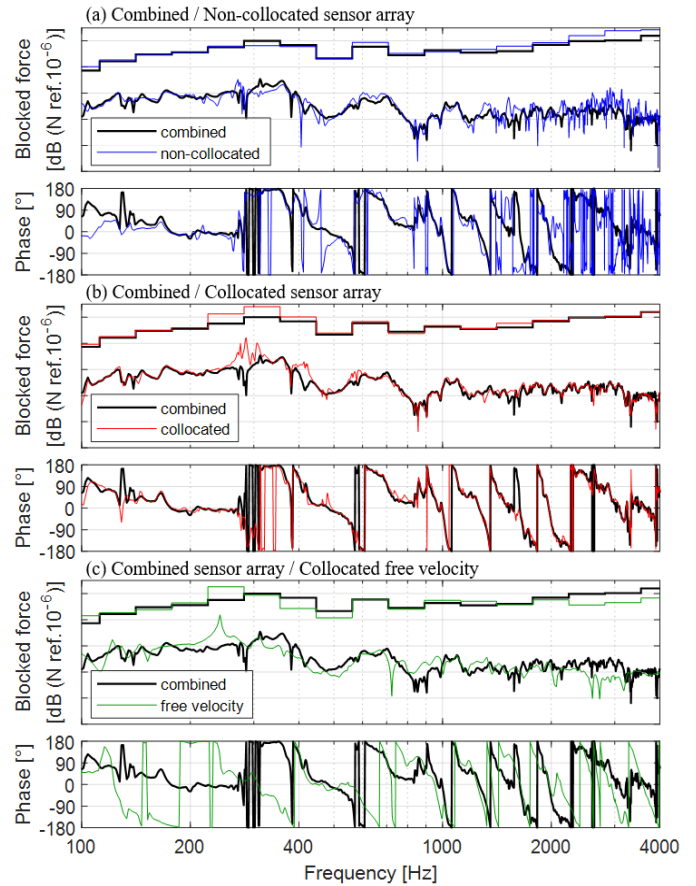 (a) Combined / Non-collocated sensor array
Blocked force
[dB (N ref.10⁻⁶)]
combined
non-collocated
Phase [°]
180
90
0
-90
-180
(b) Combined / Collocated sensor array
Blocked force
[dB (N ref.10⁻⁶)]
combined
collocated
Phase [°]
180
90
0
-90
-180
(c) Combined sensor array / Collocated free velocity
Blocked force
[dB (N ref.10⁻⁶)]
combined
free velocity
Phase [°]
180
90
0
-90
-180
100 200 400 1000 2000 4000
Frequency [Hz]